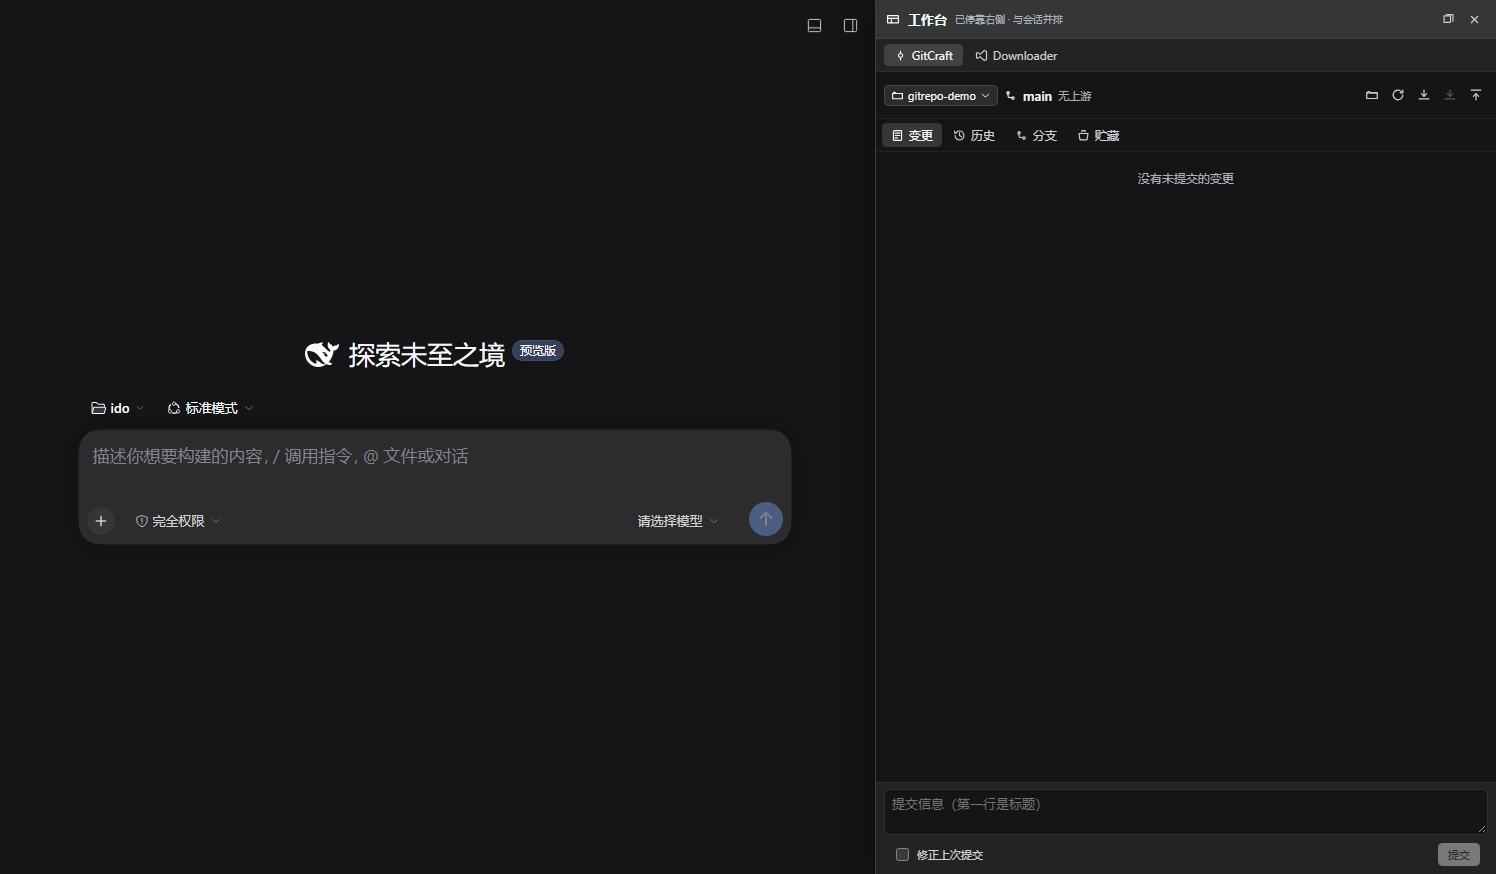 工作台 已停靠右侧 · 与会话并排
GitCraft Downloader
gitrepo-demo main 无上游
变更 历史 分支 贮藏
没有未提交的变更
探索未至之境 预览版
ido 标准模式
描述你想要构建的内容, / 调用指令, @ 文件或对话
完全权限 请选择模型
提交信息（第一行是标题）
修正上次提交 提交